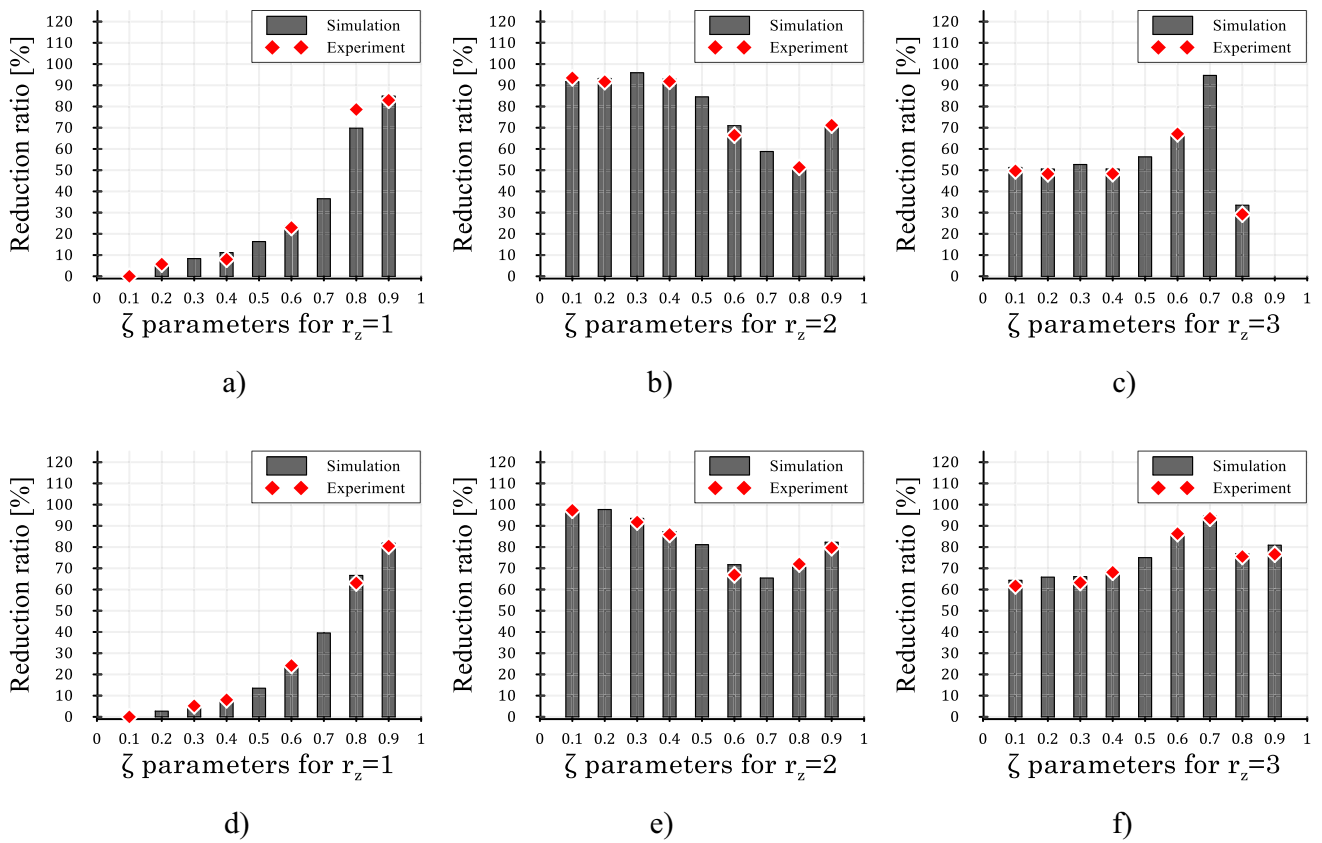 Reduction ratio [%]
120
110
100
90
80
70
60
50
40
30
20
10
0
Simulation
Experiment
0 0.1 0.2 0.3 0.4 0.5 0.6 0.7 0.8 0.9 1
ζ parameters for r_z=1
a)
Reduction ratio [%]
120
110
100
90
80
70
60
50
40
30
20
10
0
Simulation
Experiment
0 0.1 0.2 0.3 0.4 0.5 0.6 0.7 0.8 0.9 1
ζ parameters for r_z=2
b)
Reduction ratio [%]
120
110
100
90
80
70
60
50
40
30
20
10
0
Simulation
Experiment
0 0.1 0.2 0.3 0.4 0.5 0.6 0.7 0.8 0.9 1
ζ parameters for r_z=3
c)
Reduction ratio [%]
120
110
100
90
80
70
60
50
40
30
20
10
0
Simulation
Experiment
0 0.1 0.2 0.3 0.4 0.5 0.6 0.7 0.8 0.9 1
ζ parameters for r_z=1
d)
Reduction ratio [%]
120
110
100
90
80
70
60
50
40
30
20
10
0
Simulation
Experiment
0 0.1 0.2 0.3 0.4 0.5 0.6 0.7 0.8 0.9 1
ζ parameters for r_z=2
e)
Reduction ratio [%]
120
110
100
90
80
70
60
50
40
30
20
10
0
Simulation
Experiment
0 0.1 0.2 0.3 0.4 0.5 0.6 0.7 0.8 0.9 1
ζ parameters for r_z=3
f)